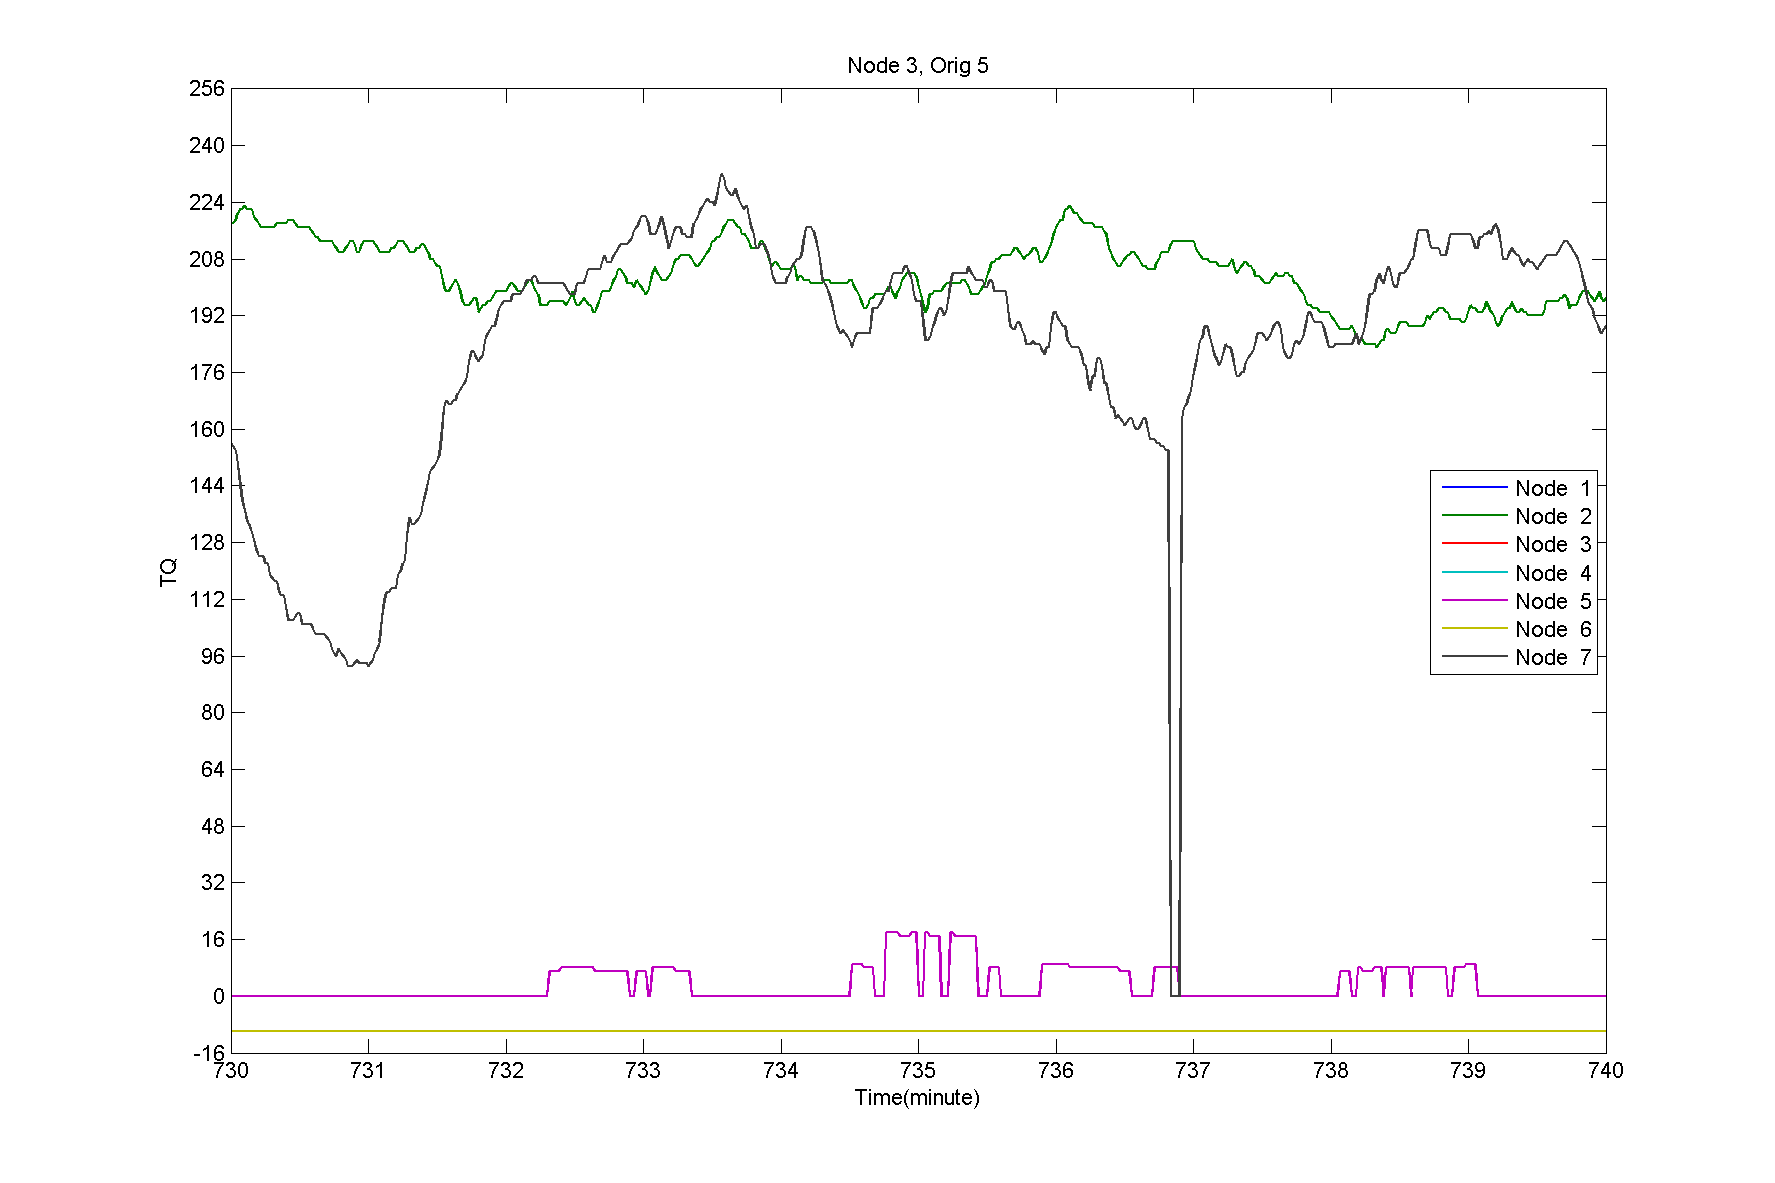 Node 3, Orig 5
256
240
224
208
192
176
160
144
128
112
96
80
64
48
32
16
0
-16
TQ
Node 1
Node 2
Node 3
Node 4
Node 5
Node 6
Node 7
730 731 732 733 734 735 736 737 738 739 740
Time(minute)